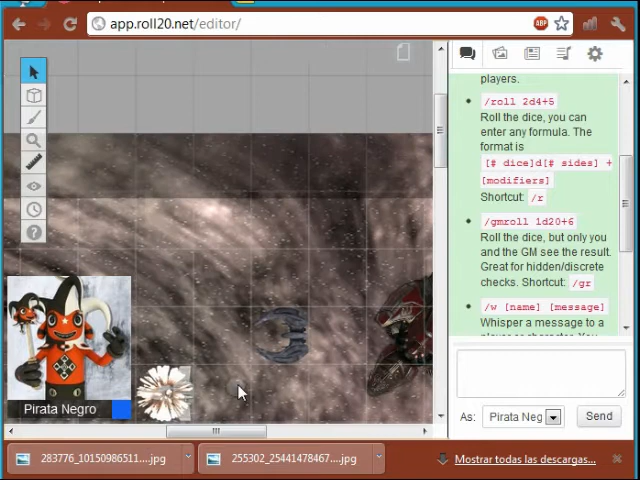 app.roll20.net/editor/
ABP
players.
/roll 2d4+5
Roll the dice, you can
enter any formula. The
format is
[# dice]d[# sides] +
[modifiers]
Shortcut: /r
/gmroll 1d20+6
Roll the dice, but only you
and the GM see the result.
Great for hidden/discrete
checks. Shortcut: /gr
/w [name] [message]
Whisper a message to a
Pirata Negro
As: Pirata Neg
Send
283776_10150986511....jpg
255302_25441478467....jpg
Mostrar todas las descargas...